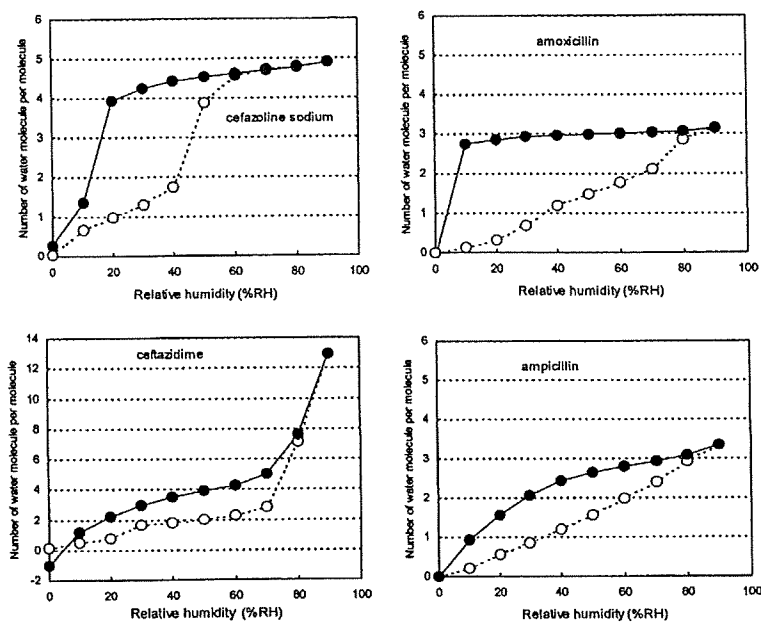 Number of water molecule per molecule
6
5
4
3
2
1
0
cefazoline sodium
0 20 40 60 80 100
Relative humidity (%RH)
Number of water molecule per molecule
6
5
4
3
2
1
0
amoxicillin
0 20 40 60 80 100
Relative humidity (%RH)
Number of water molecule per molecule
14
12
10
8
6
4
2
0
-2
ceftazidime
0 20 40 60 80 100
Relative humidity (%RH)
Number of water molecule per molecule
6
5
4
3
2
1
0
ampicillin
0 20 40 60 80 100
Relative humidity (%RH)